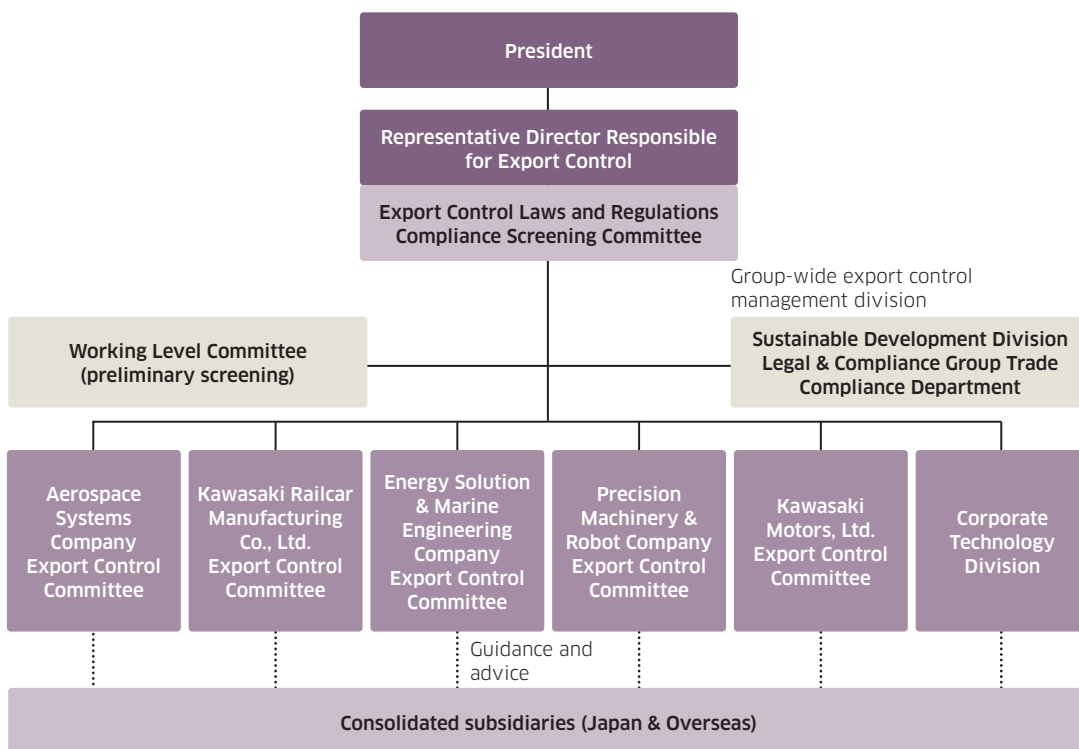 President
Representative Director Responsible
for Export Control
Export Control Laws and Regulations
Compliance Screening Committee
Group-wide export control
management division
Working Level Committee
(preliminary screening)
Sustainable Development Division
Legal & Compliance Group Trade
Compliance Department
Aerospace
Systems
Company
Export Control
Committee
Kawasaki Railcar
Manufacturing
Co., Ltd.
Export Control
Committee
Energy Solution
& Marine
Engineering
Company
Export Control
Committee
Precision
Machinery &
Robot Company
Export Control
Committee
Kawasaki
Motors, Ltd.
Export Control
Committee
Corporate
Technology
Division
Guidance and
advice
Consolidated subsidiaries (Japan & Overseas)